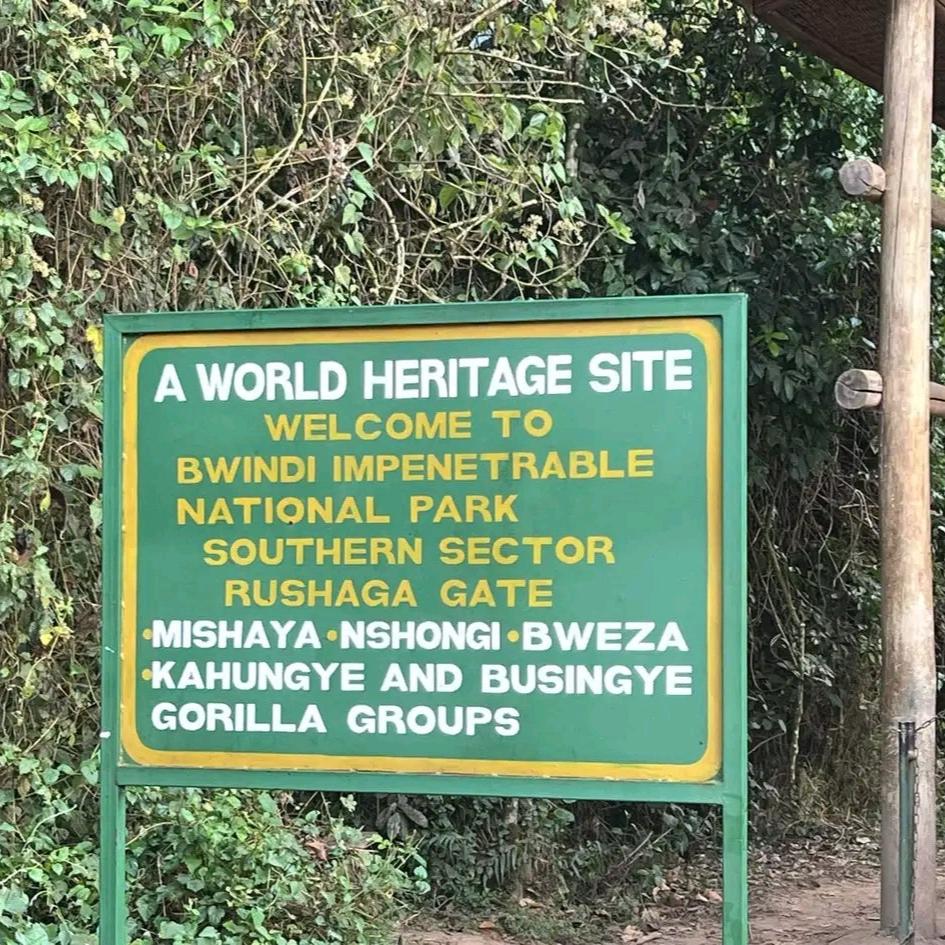 A WORLD HERITAGE SITE
WELCOME TO
BWINDI IMPENETRABLE
NATIONAL PARK
SOUTHERN SECTOR
RUSHAGA GATE
•MISHAYA •NSHONGI •BWEZA
•KAHUNGYE AND BUSINGYE
GORILLA GROUPS